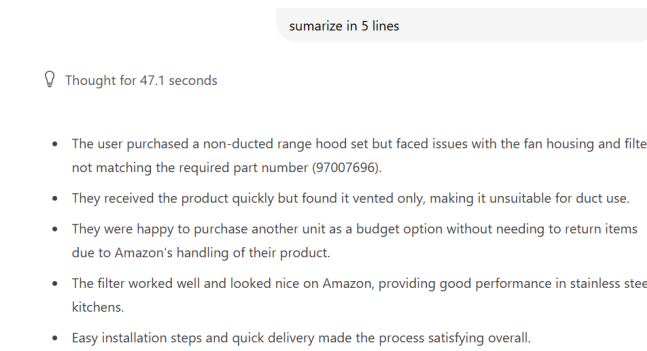 sumarize in 5 lines
Thought for 47.1 seconds
• The user purchased a non-ducted range hood set but faced issues with the fan housing and filte
not matching the required part number (97007696).
• They received the product quickly but found it vented only, making it unsuitable for duct use.
• They were happy to purchase another unit as a budget option without needing to return items
due to Amazon's handling of their product.
• The filter worked well and looked nice on Amazon, providing good performance in stainless stee
kitchens.
• Easy installation steps and quick delivery made the process satisfying overall.